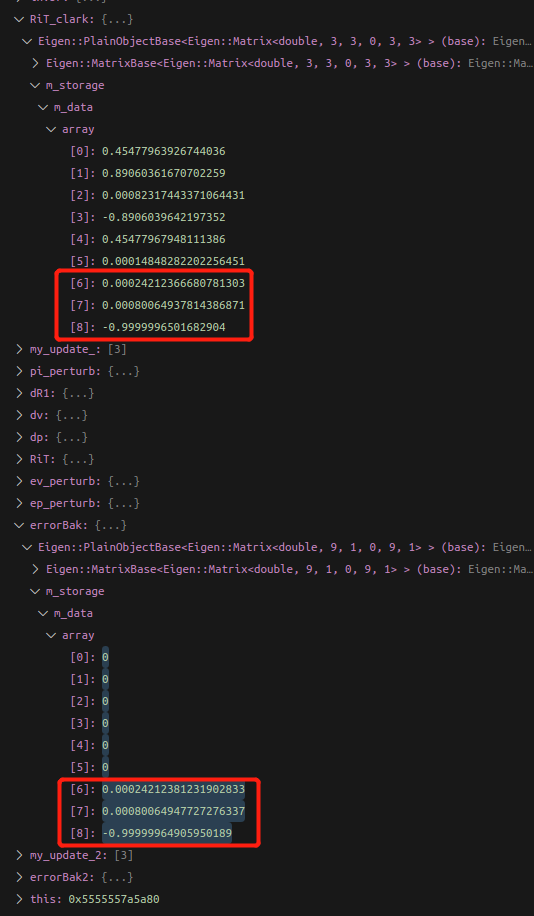 RiT_clark: {...}
Eigen::PlainObjectBase<Eigen::Matrix<double, 3, 3, 0, 3, 3> > (base): Eigen…
Eigen::MatrixBase<Eigen::Matrix<double, 3, 3, 0, 3, 3> > (base): Eigen::Ma…
m_storage
m_data
array
[0]: 0.45477963926744036
[1]: 0.89060361670702259
[2]: 0.00082317443371064431
[3]: -0.8906039642197352
[4]: 0.45477967948111386
[5]: 0.00014848282202256451
[6]: 0.00024212366680781303
[7]: 0.00080064937814386871
[8]: -0.9999996501682904
my_update_: [3]
pi_perturb: {...}
dR1: {...}
dv: {...}
dp: {...}
RiT: {...}
ev_perturb: {...}
ep_perturb: {...}
errorBak: {...}
Eigen::PlainObjectBase<Eigen::Matrix<double, 9, 1, 0, 9, 1> > (base): Eigen…
Eigen::MatrixBase<Eigen::Matrix<double, 9, 1, 0, 9, 1> > (base): Eigen::Ma…
m_storage
m_data
array
[0]: 0
[1]: 0
[2]: 0
[3]: 0
[4]: 0
[5]: 0
[6]: 0.00024212381231902833
[7]: 0.00080064947727276337
[8]: -0.99999964905950189
my_update_2: [3]
errorBak2: {...}
this: 0x5555557a5a80